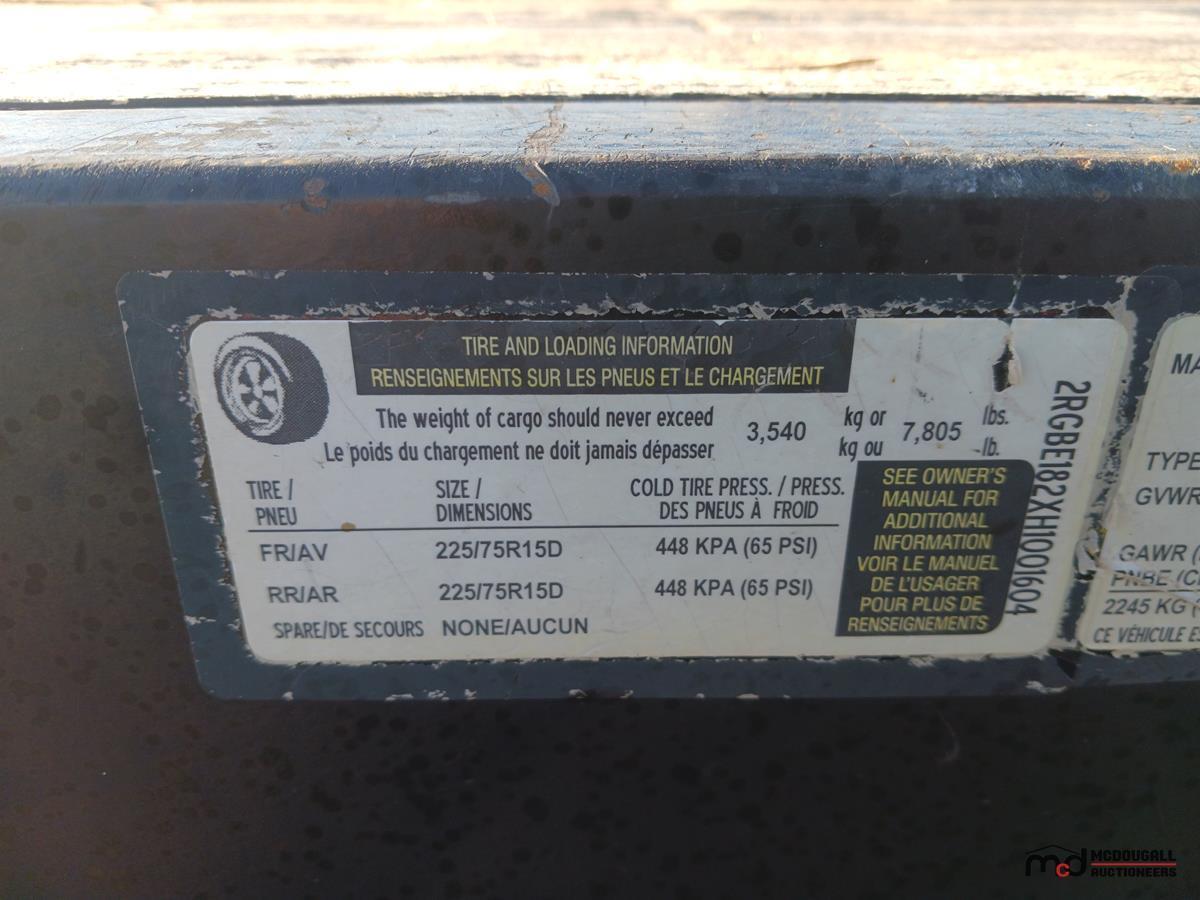 TIRE AND LOADING INFORMATION
RENSEIGNEMENTS SUR LES PNEUS ET LE CHARGEMENT
The weight of cargo should never exceed 3,540 kg or 7,805 lbs.
Le poids du chargement ne doit jamais dépasser kg ou lb.
TIRE / SIZE / COLD TIRE PRESS. / PRESS.
PNEU DIMENSIONS DES PNEUS À FROID
FR/AV 225/75R15D 448 KPA (65 PSI)
RR/AR 225/75R15D 448 KPA (65 PSI)
SPARE/DE SECOURS NONE/AUCUN
SEE OWNER'S
MANUAL FOR
ADDITIONAL
INFORMATION
VOIR LE MANUEL
DE L'USAGER
POUR PLUS DE
RENSEIGNEMENTS
2RGBE182XH1001604
MA
TYPE
GVWR
GAWR (
PNBE (C
2245 KG (
CE VÉHICULE ES
mcd MCDOUGALL
AUCTIONEERS